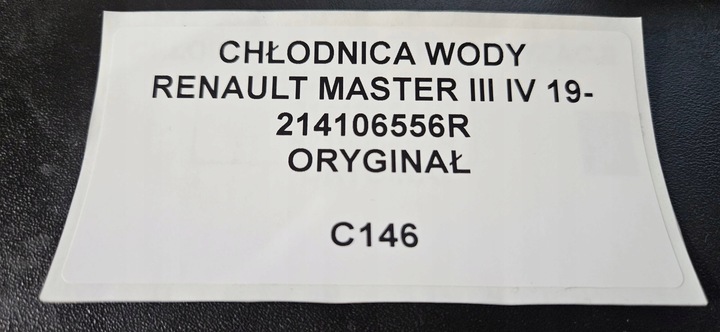 CHŁODNICA WODY
RENAULT MASTER III IV 19-
214106556R
ORYGINAŁ
C146